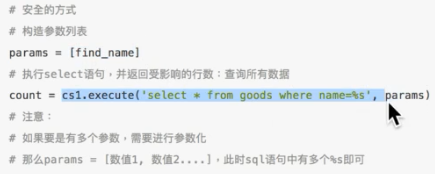 # 安全的方式
# 构造参数列表
params = [find_name]
# 执行select语句，并返回受影响的行数：查询所有数据
count = cs1.execute('select * from goods where name=%s', params)
# 注意：
# 如果要是有多个参数，需要进行参数化
# 那么params = [数值1, 数值2....]，此时sql语句中有多个%s即可